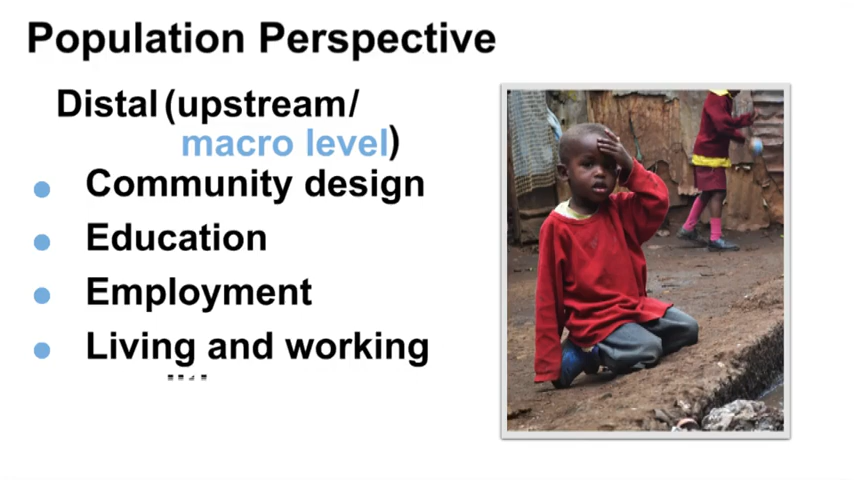 Population Perspective
Distal (upstream/
macro level)
Community design
Education
Employment
Living and working